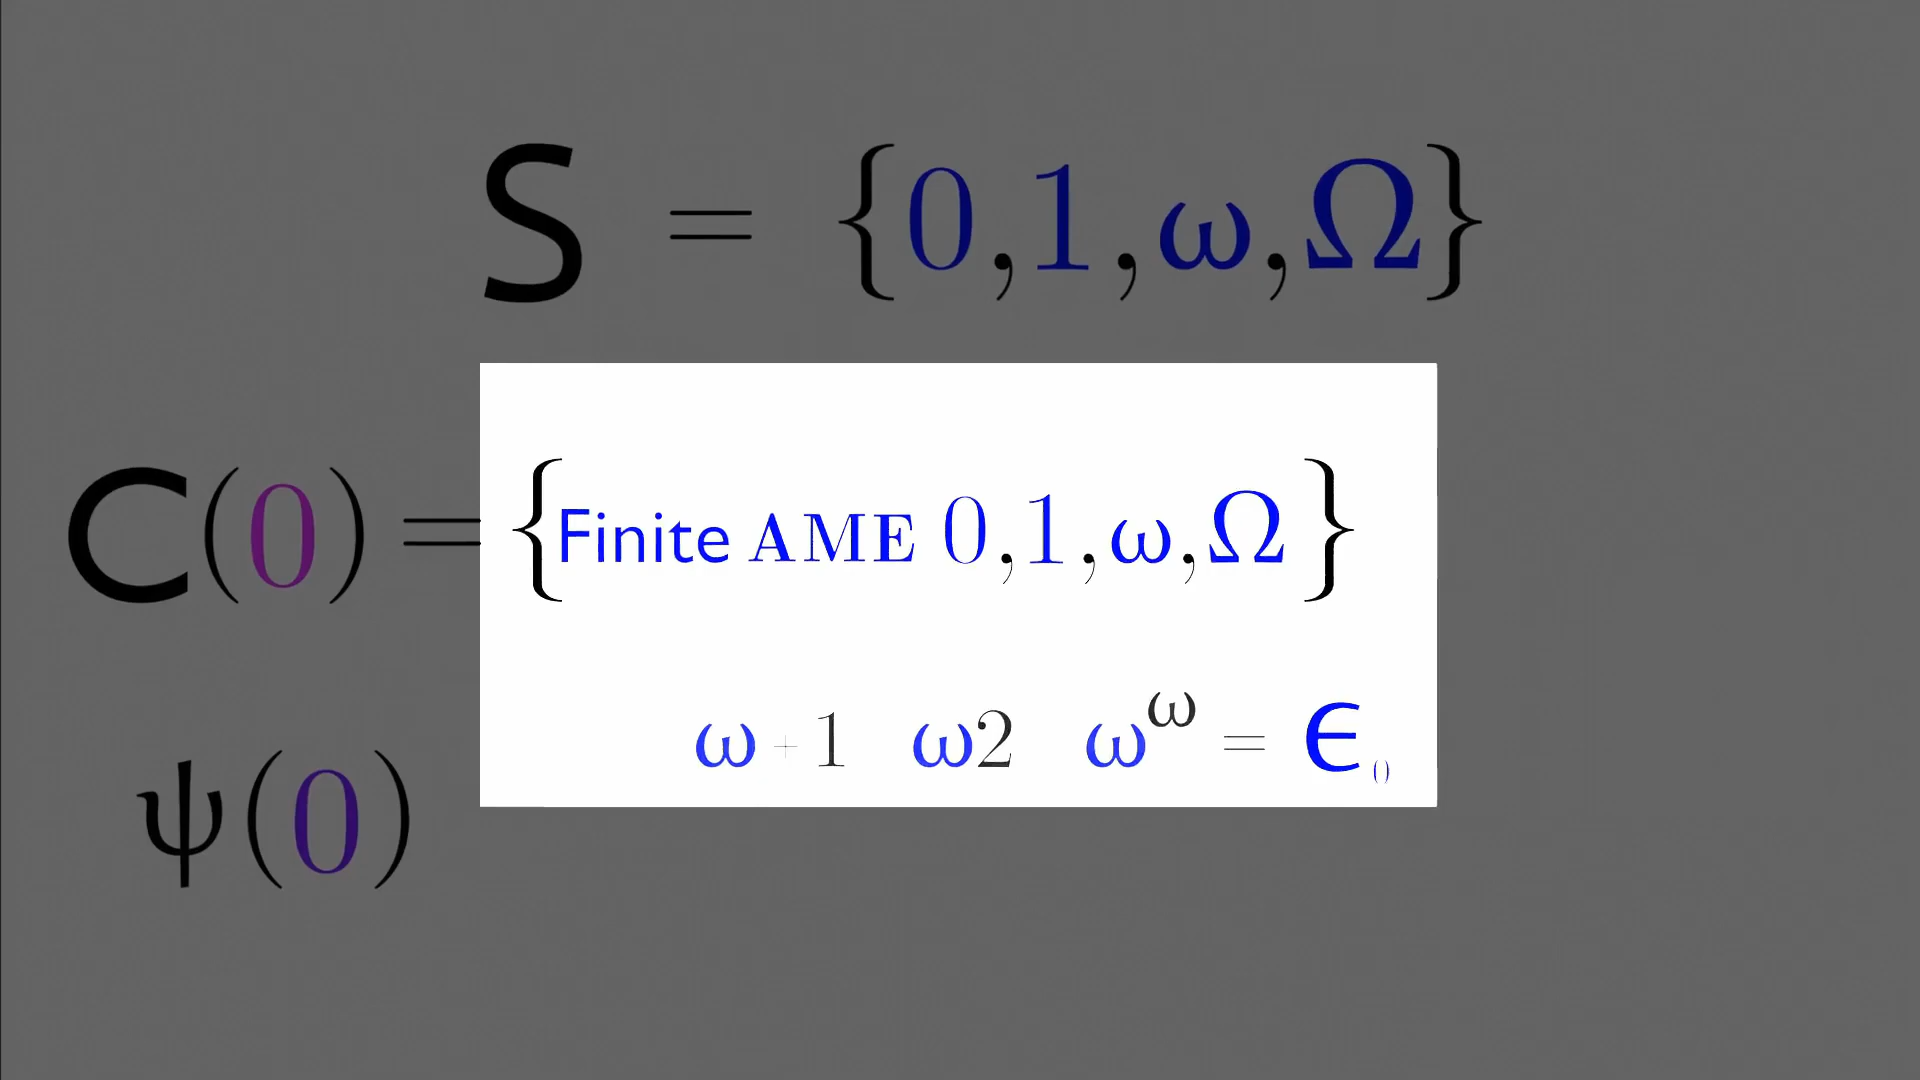 S = {0,1,ω,Ω}
C(0) = {Finite AME 0,1,ω,Ω}
ω+1 ω2 ω^ω = ϵ₀
ψ(0)